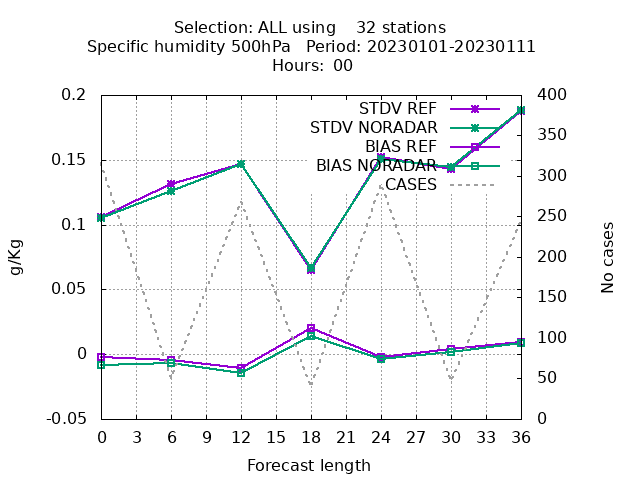 Selection: ALL using    32 stations
Specific humidity 500hPa   Period: 20230101-20230111
Hours:  00
0.2
0.15
0.1
0.05
0
-0.05
g/Kg
STDV REF
STDV NORADAR
BIAS REF
BIAS NORADAR
CASES
400
350
300
250
200
150
100
50
0
No cases
0 3 6 9 12 15 18 21 24 27 30 33 36
Forecast length